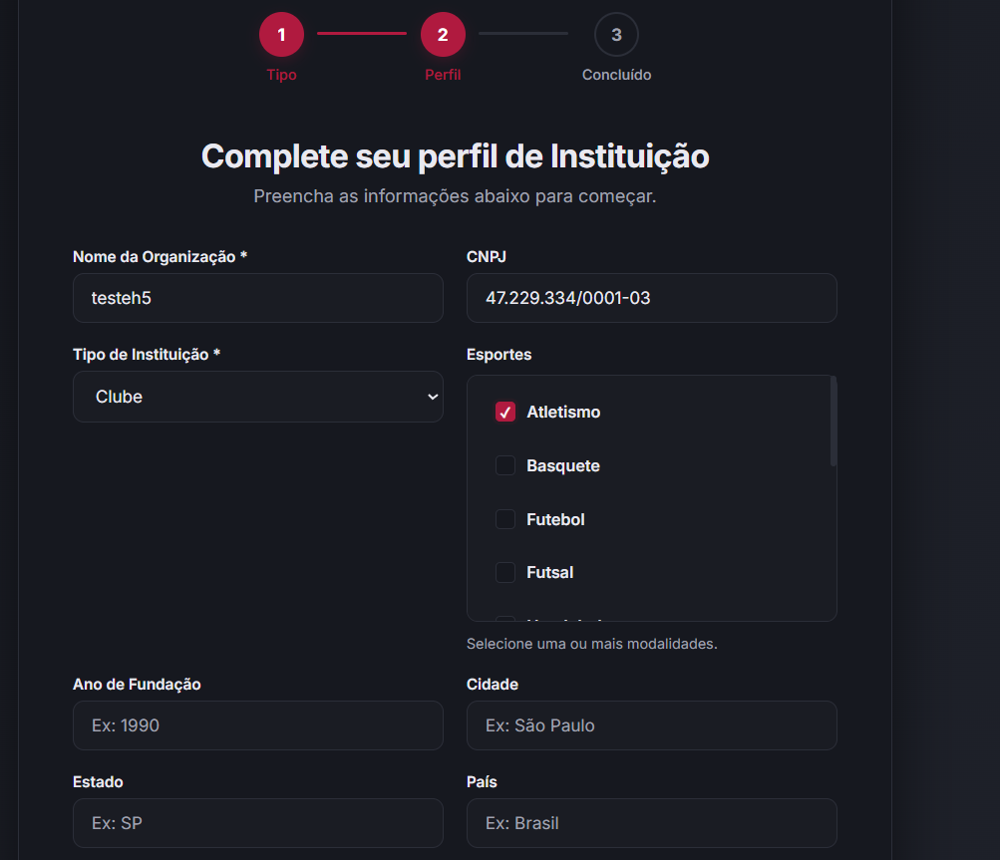 1 2 3
Tipo Perfil Concluído
Complete seu perfil de Instituição
Preencha as informações abaixo para começar.
Nome da Organização * CNPJ
testeh5 47.229.334/0001-03
Tipo de Instituição * Esportes
Clube
Atletismo
Basquete
Futebol
Futsal
Selecione uma ou mais modalidades.
Ano de Fundação Cidade
Ex: 1990 Ex: São Paulo
Estado País
Ex: SP Ex: Brasil